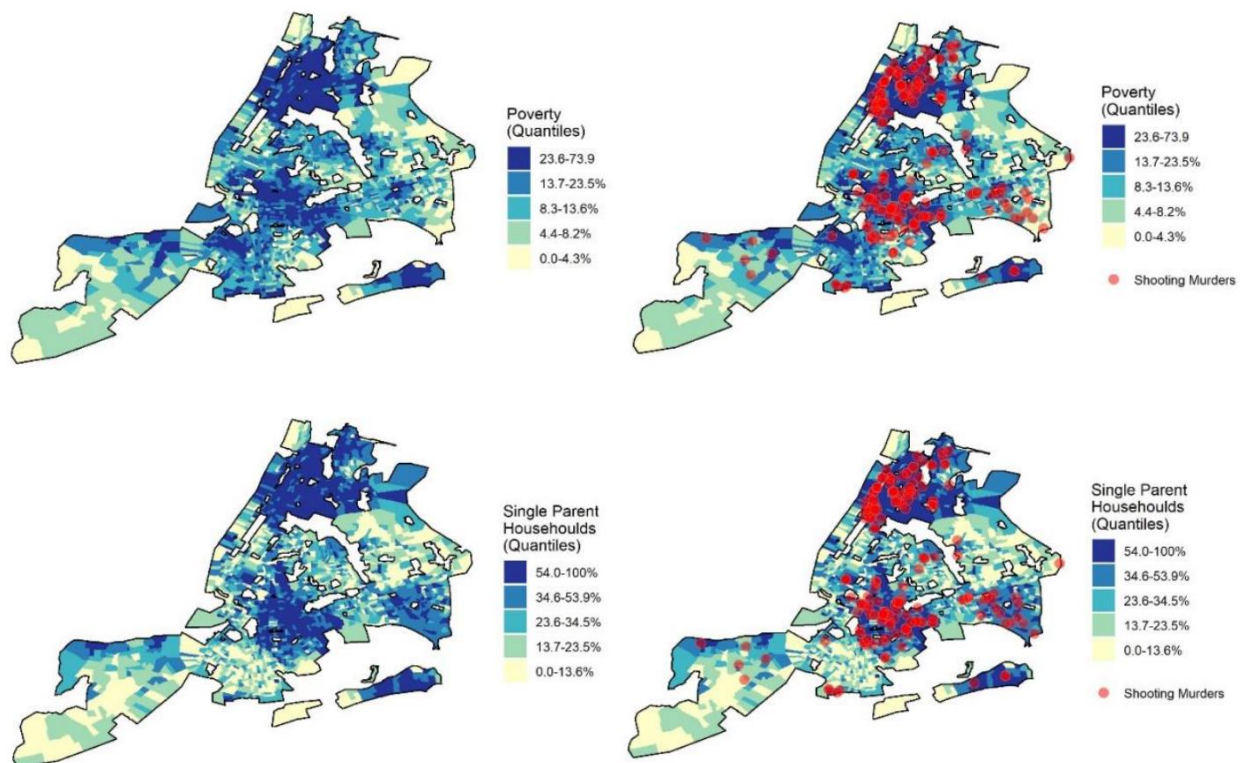 Poverty
(Quantiles)
23.6-73.9
13.7-23.5%
8.3-13.6%
4.4-8.2%
0.0-4.3%
Poverty
(Quantiles)
23.6-73.9
13.7-23.5%
8.3-13.6%
4.4-8.2%
0.0-4.3%
Shooting Murders
Single Parent
Househoulds
(Quantiles)
54.0-100%
34.6-53.9%
23.6-34.5%
13.7-23.5%
0.0-13.6%
Single Parent
Househoulds
(Quantiles)
54.0-100%
34.6-53.9%
23.6-34.5%
13.7-23.5%
0.0-13.6%
Shooting Murders